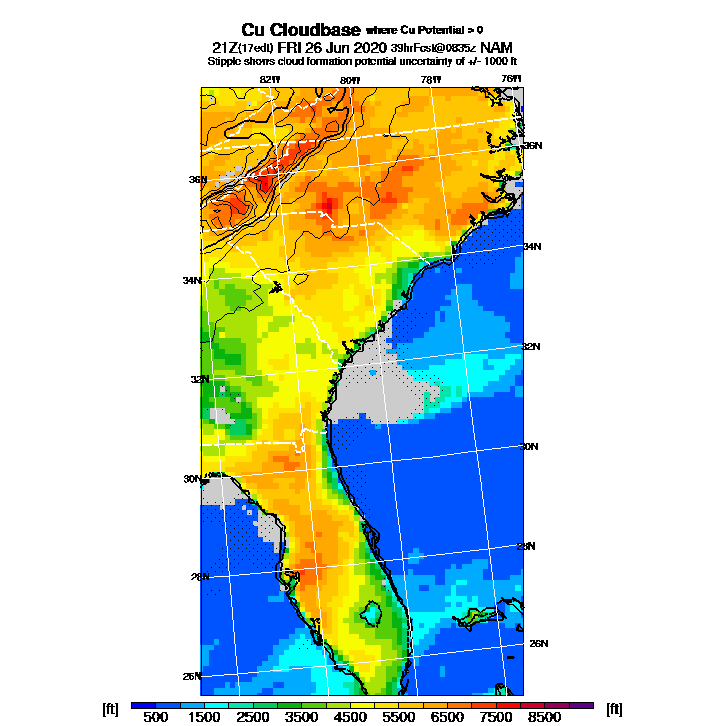 Cu Cloudbase where Cu Potential > 0
21Z(17edt) FRI 26 Jun 2020 39hrFcst@0835z NAM
Stipple shows cloud formation potential uncertainty of +/- 1000 ft
82W 80W 78W 76W
36N 36N
34N 34N
32N 32N
30N 30N
28N 28N
26N 26N
[ft] 500 1500 2500 3500 4500 5500 6500 7500 8500 [ft]